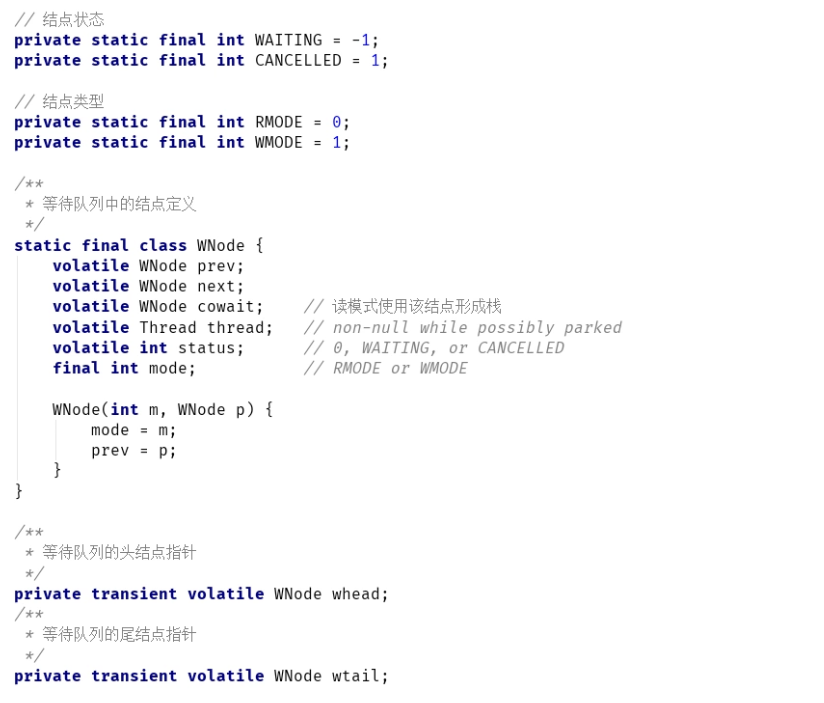 // 结点状态
private static final int WAITING = -1;
private static final int CANCELLED = 1;
// 结点类型
private static final int RMODE = 0;
private static final int WMODE = 1;
/**
 * 等待队列中的结点定义
 */
static final class WNode {
    volatile WNode prev;
    volatile WNode next;
    volatile WNode cowait;    // 读模式使用该结点形成栈
    volatile Thread thread;   // non-null while possibly parked
    volatile int status;      // 0, WAITING, or CANCELLED
    final int mode;           // RMODE or WMODE
    WNode(int m, WNode p) {
        mode = m;
        prev = p;
    }
}
/**
 * 等待队列的头结点指针
 */
private transient volatile WNode whead;
/**
 * 等待队列的尾结点指针
 */
private transient volatile WNode wtail;